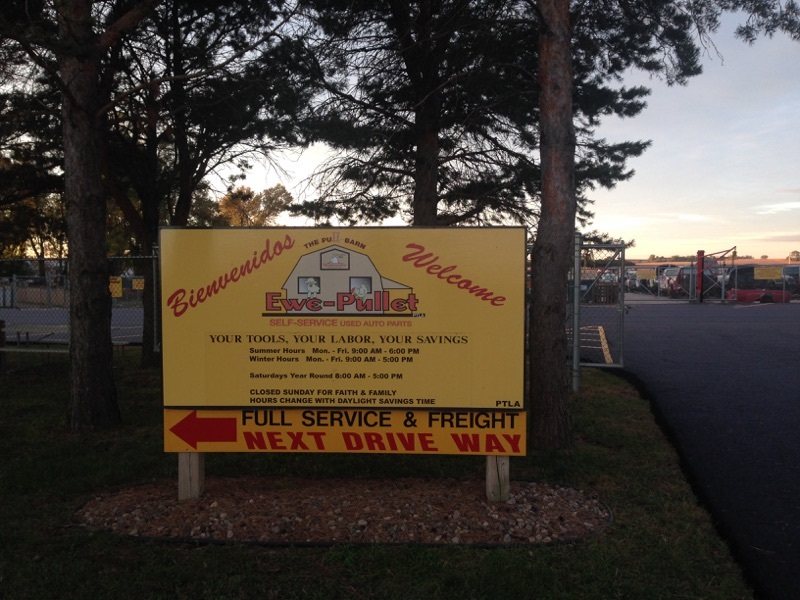 Bienvenidos
THE PULL BARN
Welcome
Ewe-Pullet
SELF-SERVICE USED AUTO PARTS
YOUR TOOLS, YOUR LABOR, YOUR SAVINGS
Summer Hours Mon. - Fri. 9:00 AM - 6:00 PM
Winter Hours Mon. - Fri. 9:00 AM - 5:00 PM
Saturdays Year Round 8:00 AM - 5:00 PM
CLOSED SUNDAY FOR FAITH & FAMILY
HOURS CHANGE WITH DAYLIGHT SAVINGS TIME
PTLA
FULL SERVICE & FREIGHT
NEXT DRIVE WAY